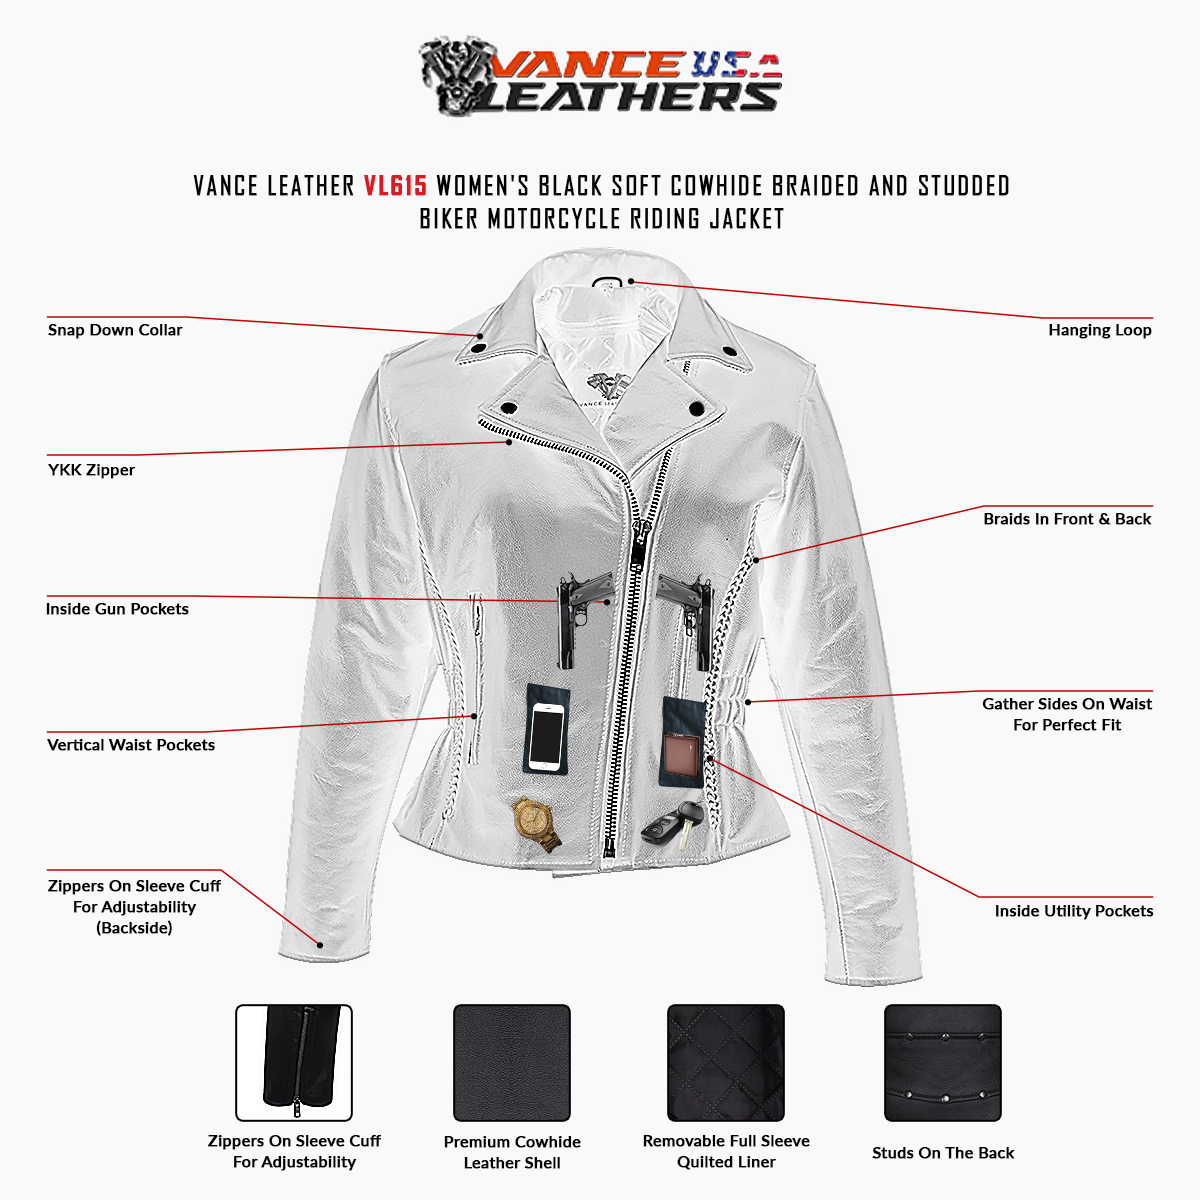 VANCE USA
LEATHERS
VANCE LEATHER VL615 WOMEN'S BLACK SOFT COWHIDE BRAIDED AND STUDDED
BIKER MOTORCYCLE RIDING JACKET
Snap Down Collar
Hanging Loop
YKK Zipper
Braids In Front & Back
Inside Gun Pockets
Gather Sides On Waist
For Perfect Fit
Vertical Waist Pockets
Zippers On Sleeve Cuff
For Adjustability
(Backside)
Inside Utility Pockets
Zippers On Sleeve Cuff
For Adjustability
Premium Cowhide
Leather Shell
Removable Full Sleeve
Quilted Liner
Studs On The Back